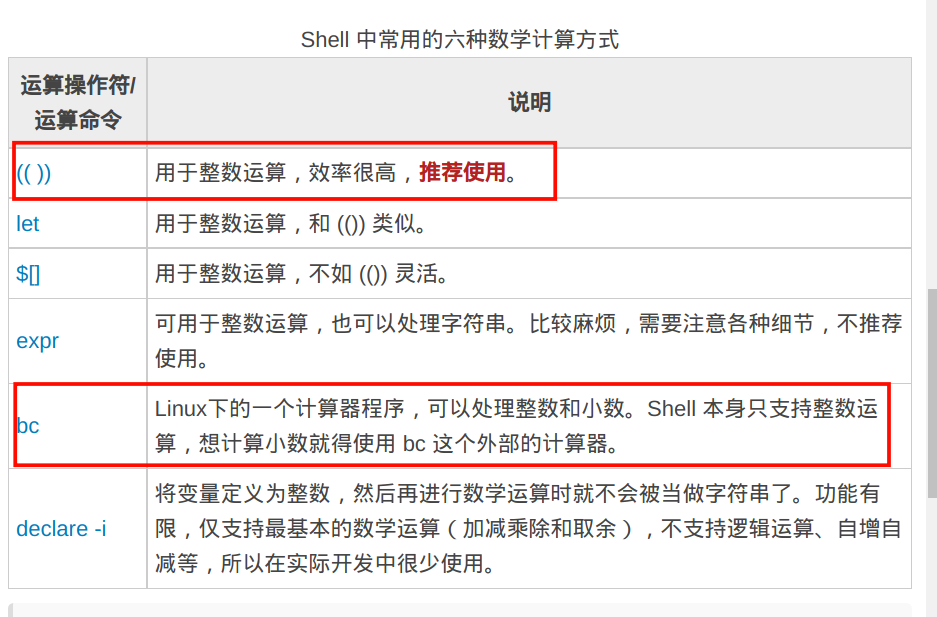 Shell 中常用的六种数学计算方式
运算操作符/
运算命令
说明
(( ))
用于整数运算，效率很高，推荐使用。
let
用于整数运算，和 (()) 类似。
$[]
用于整数运算，不如 (()) 灵活。
expr
可用于整数运算，也可以处理字符串。比较麻烦，需要注意各种细节，不推荐
使用。
bc
Linux下的一个计算器程序，可以处理整数和小数。Shell 本身只支持整数运
算，想计算小数就得使用 bc 这个外部的计算器。
declare -i
将变量定义为整数，然后再进行数学运算时就不会被当做字符串了。功能有
限，仅支持最基本的数学运算（加减乘除和取余），不支持逻辑运算、自增自
减等，所以在实际开发中很少使用。